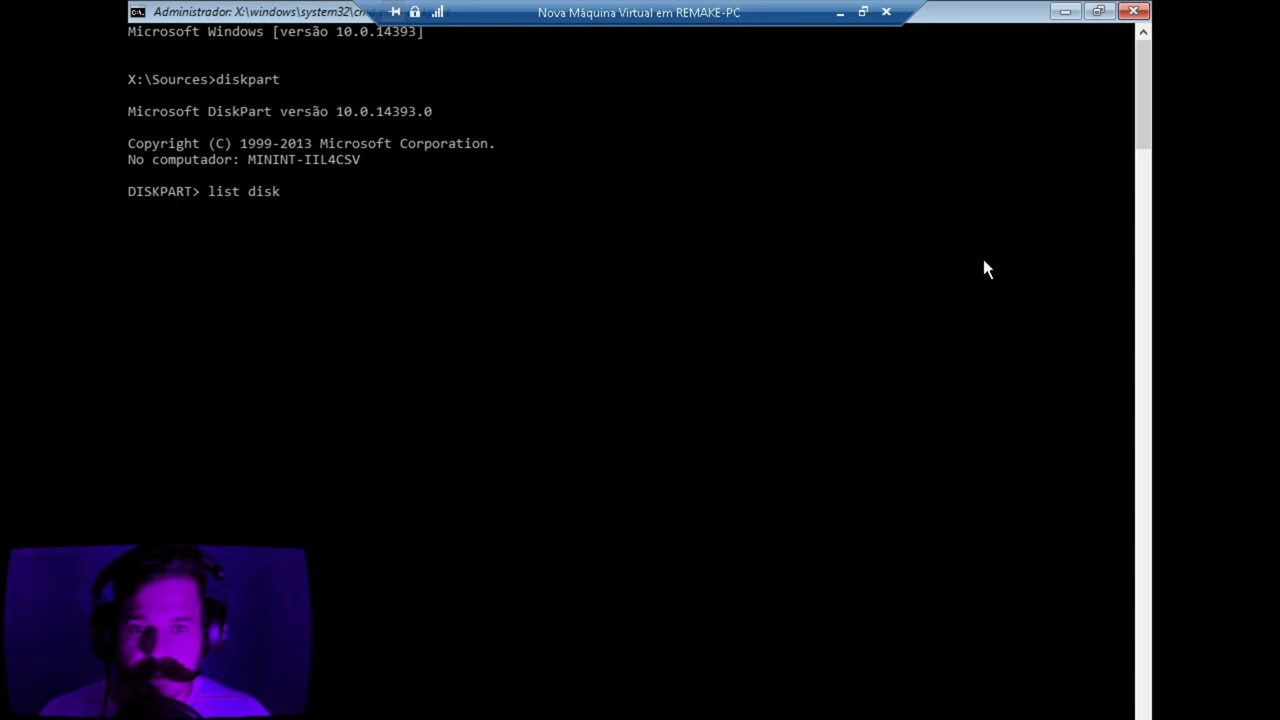 Administrador: X:\windows\system32\cm
Nova Máquina Virtual em REMAKE-PC
Microsoft Windows [versão 10.0.14393]
X:\Sources>diskpart
Microsoft DiskPart versão 10.0.14393.0
Copyright (C) 1999-2013 Microsoft Corporation.
No computador: MININT-IIL4CSV
DISKPART> list disk